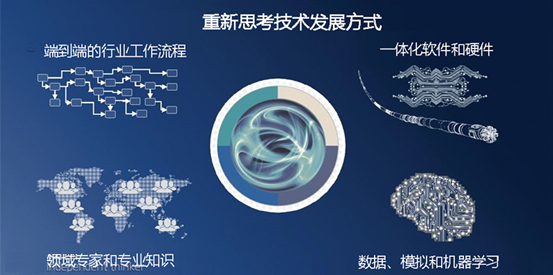 重新思考技术发展方式
端到端的行业工作流程
一体化软件和硬件
领域专家和专业知识
independent thinker
数据、模拟和机器学习